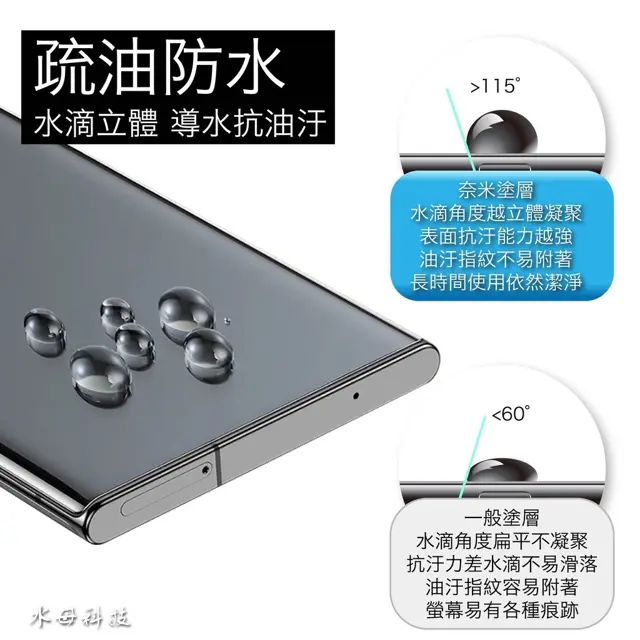 疏油防水
水滴立體 導水抗油汙
>115°
奈米塗層
水滴角度越立體凝聚
表面抗汙能力越強
油汙指紋不易附著
長時間使用依然潔淨
<60°
一般塗層
水滴角度扁平不凝聚
抗汙力差水滴不易滑落
油汙指紋容易附著
螢幕易有各種痕跡
水母科技